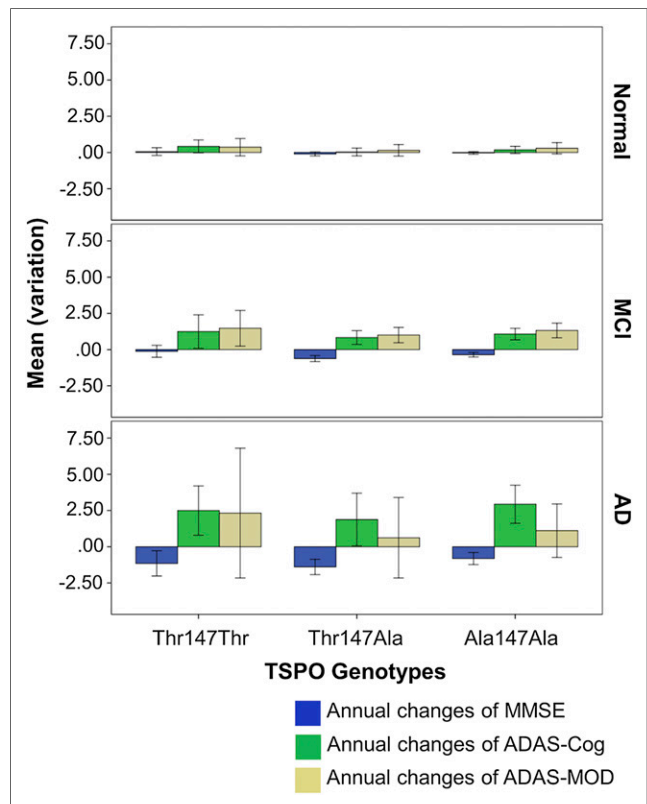 7.50
5.00
2.50
.00
-2.50
Normal
7.50
5.00
2.50
.00
-2.50
MCI
7.50
5.00
2.50
.00
-2.50
AD
Mean (variation)
Thr147Thr Thr147Ala Ala147Ala
TSPO Genotypes
Annual changes of MMSE
Annual changes of ADAS-Cog
Annual changes of ADAS-MOD